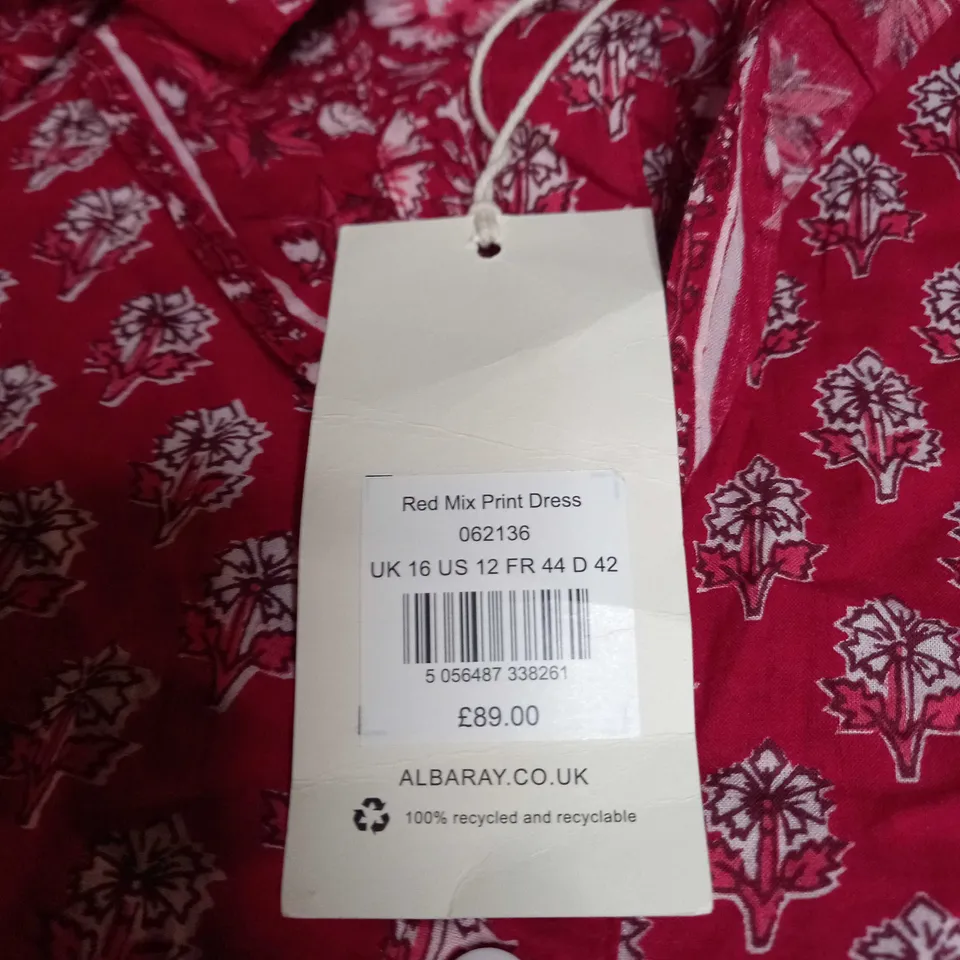 Red Mix Print Dress
062136
UK 16 US 12 FR 44 D 42
5 056487 338261
£89.00
ALBARAY.CO.UK
100% recycled and recyclable